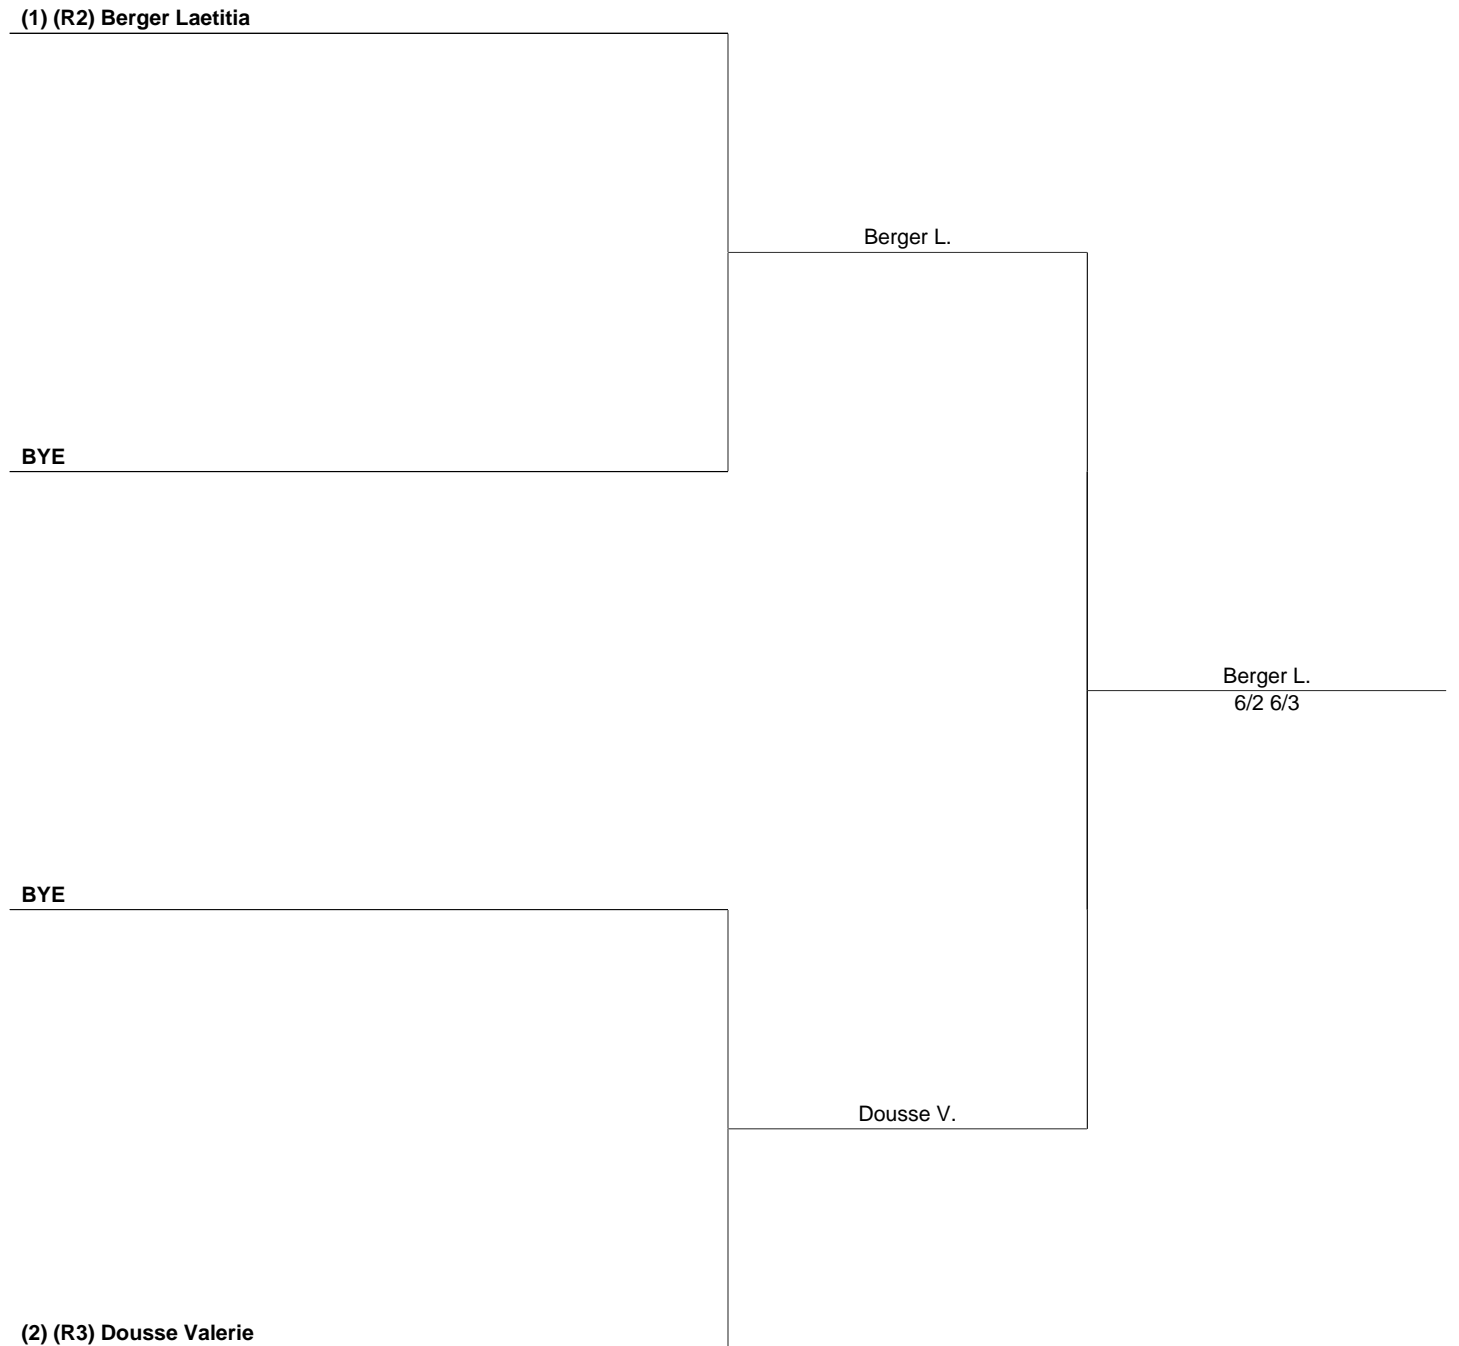 (1) (R2) Berger Laetitia
Berger L.
BYE
Berger L.
6/2 6/3
BYE
Dousse V.
(2) (R3) Dousse Valerie